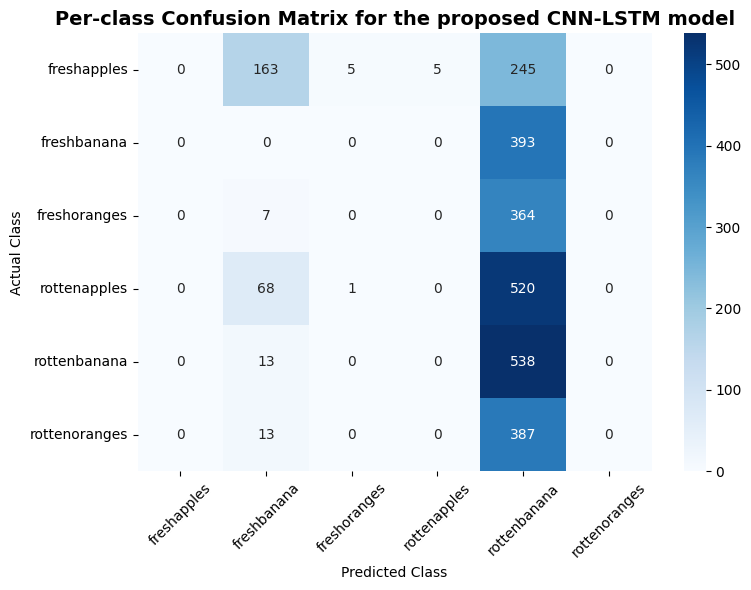 Per-class Confusion Matrix for the proposed CNN-LSTM model
freshapples 0 163 5 5 245 0
freshbanana 0 0 0 0 393 0
freshoranges 0 7 0 0 364 0
rottenapples 0 68 1 0 520 0
rottenbanana 0 13 0 0 538 0
rottenoranges 0 13 0 0 387 0
Actual Class
freshapples freshbanana freshoranges rottenapples rottenbanana rottenoranges
Predicted Class
500
400
300
200
100
0